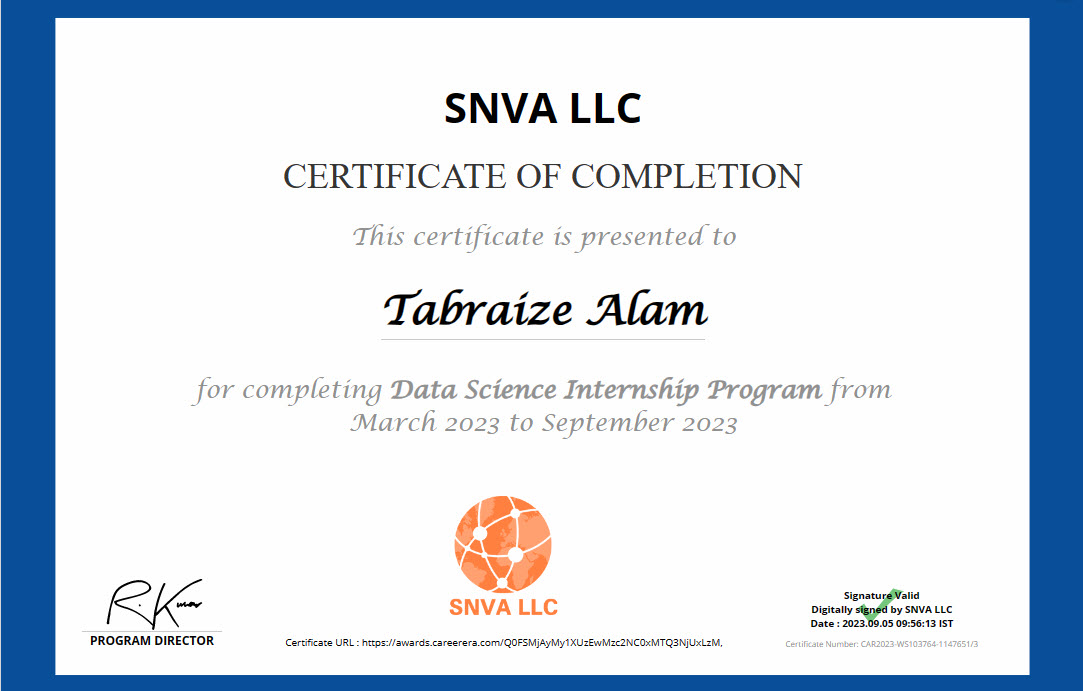 SNVA LLC
CERTIFICATE OF COMPLETION
This certificate is presented to
Tabraize Alam
for completing Data Science Internship Program from
March 2023 to September 2023
SNVA LLC
R. Kumar
PROGRAM DIRECTOR
Certificate URL : https://awards.careerera.com/Q0FSMjAyMy1XUzEwMzc2NC0xMTQ3NjUxLzM,
Signature Valid
Digitally signed by SNVA LLC
Date : 2023.09.05 09:56:13 IST
Certificate Number: CAR2023-WS103764-1147651/3